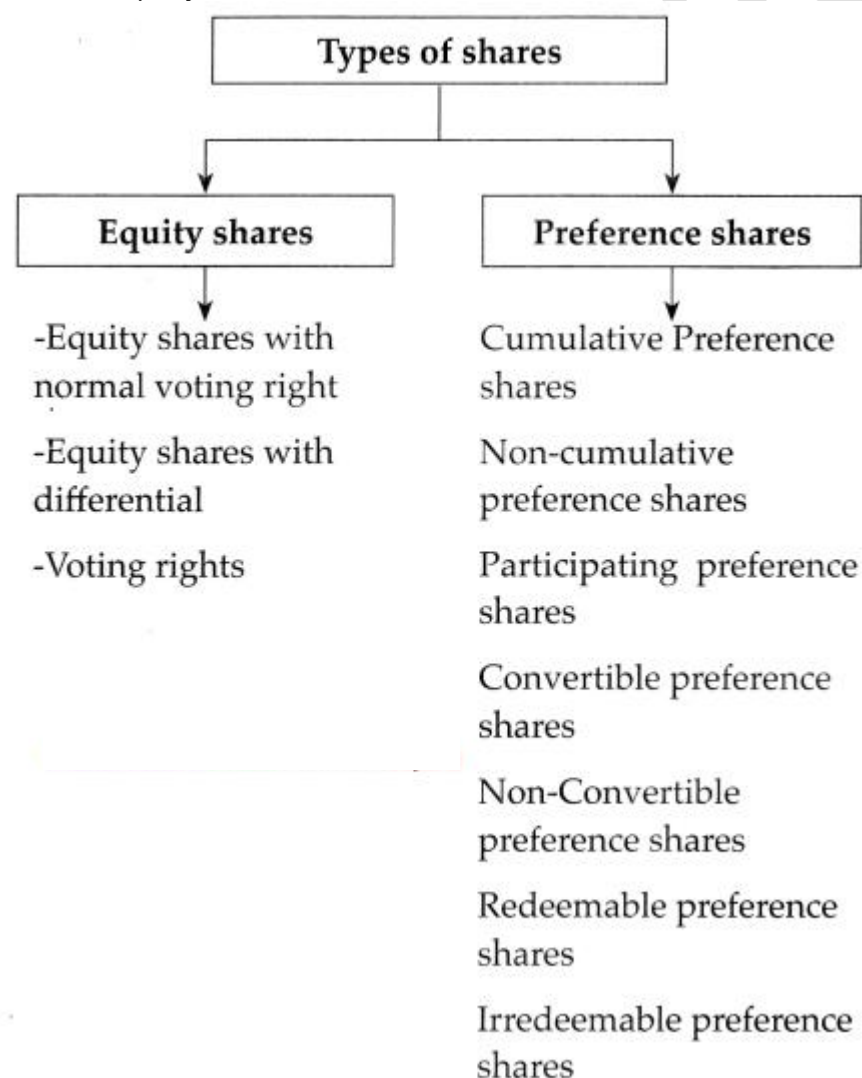 Types of shares
Equity shares
-Equity shares with
normal voting right
-Equity shares with
differential
-Voting rights
Preference shares
Cumulative Preference
shares
Non-cumulative
preference shares
Participating preference
shares
Convertible preference
shares
Non-Convertible
preference shares
Redeemable preference
shares
Irredeemable preference
shares